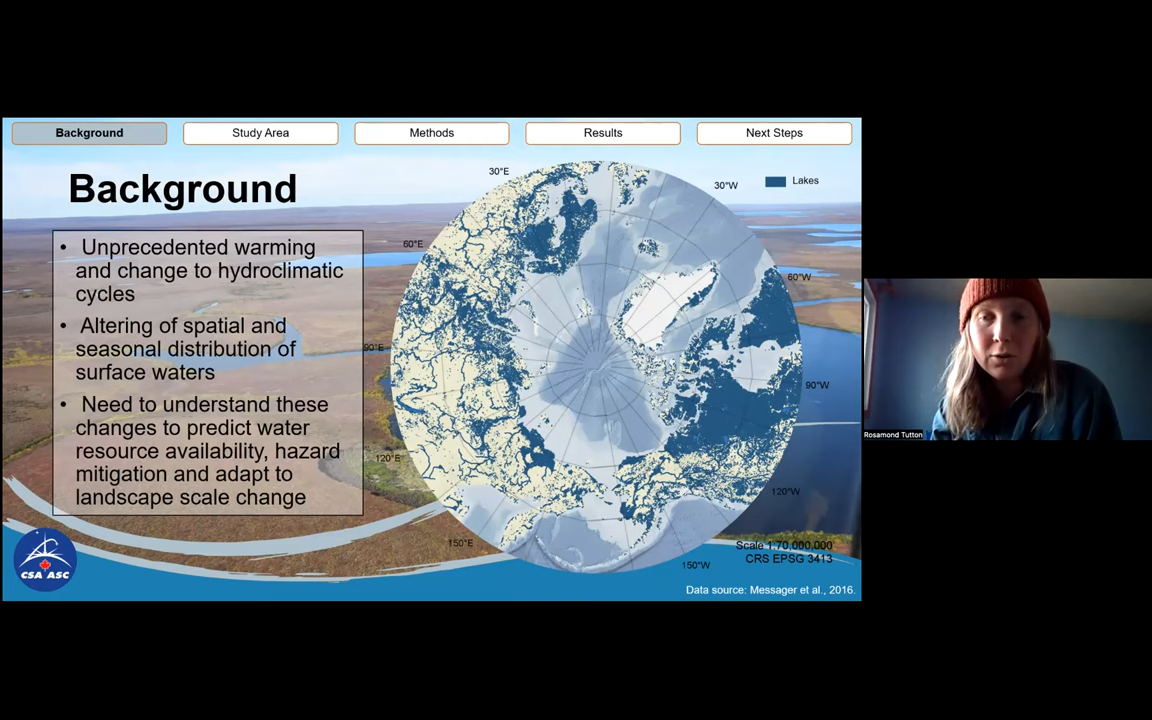 Background
Study Area
Methods
Results
Next Steps
Background
• Unprecedented warming
and change to hydroclimatic
cycles
• Altering of spatial and
seasonal distribution of
surface waters
• Need to understand these
changes to predict water
resource availability, hazard
mitigation and adapt to
landscape scale change
30°E
30°W
Lakes
60°E
60°W
90°E
90°W
120°E
120°W
150°E
150°W
Scale 1:70,000,000
CRS EPSG 3413
CSA ASC
Data source: Messager et al., 2016.
Rosamond Tutton